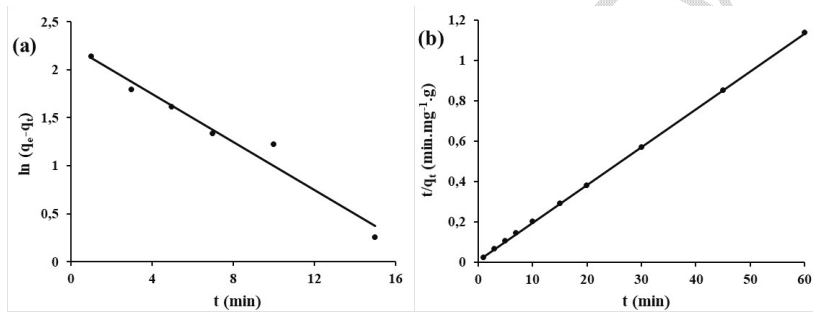 (a)
ln (qₑ-qₜ)
2,5
2
1,5
1
0,5
0
0 4 8 12 16
t (min)
(b)
t/qₜ (min.mg⁻¹.g)
1,2
1
0,8
0,6
0,4
0,2
0
0 10 20 30 40 50 60
t (min)